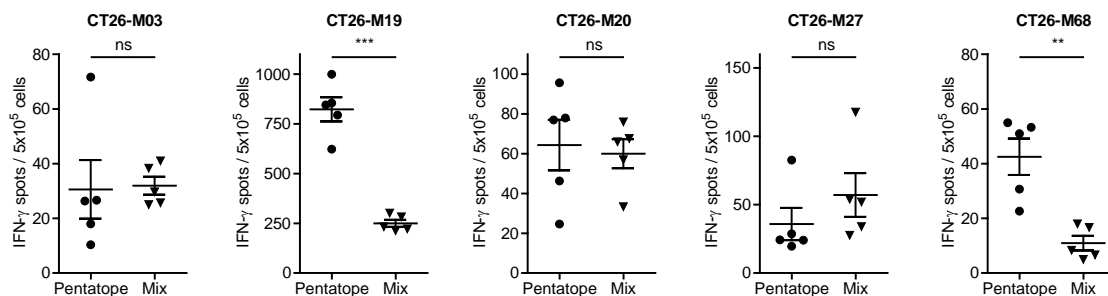 CT26-M03
ns
IFN-γ spots / 5x10⁵ cells
80
60
40
20
0
Pentatope Mix
CT26-M19
***
IFN-γ spots / 5x10⁵ cells
1000
750
500
250
0
Pentatope Mix
CT26-M20
ns
IFN-γ spots / 5x10⁵ cells
100
80
60
40
20
0
Pentatope Mix
CT26-M27
ns
IFN-γ spots / 5x10⁵ cells
150
100
50
0
Pentatope Mix
CT26-M68
**
IFN-γ spots / 5x10⁵ cells
80
60
40
20
0
Pentatope Mix